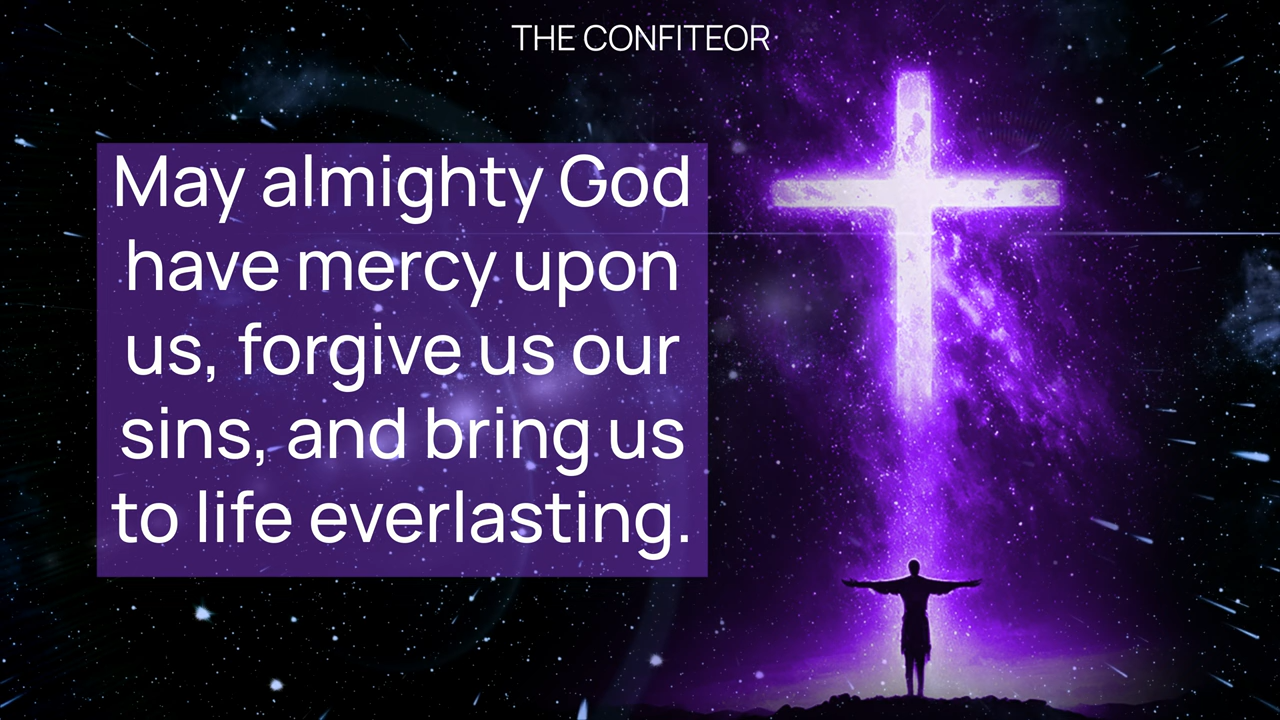 THE CONFITEOR
May almighty God
have mercy upon
us, forgive us our
sins, and bring us
to life everlasting.